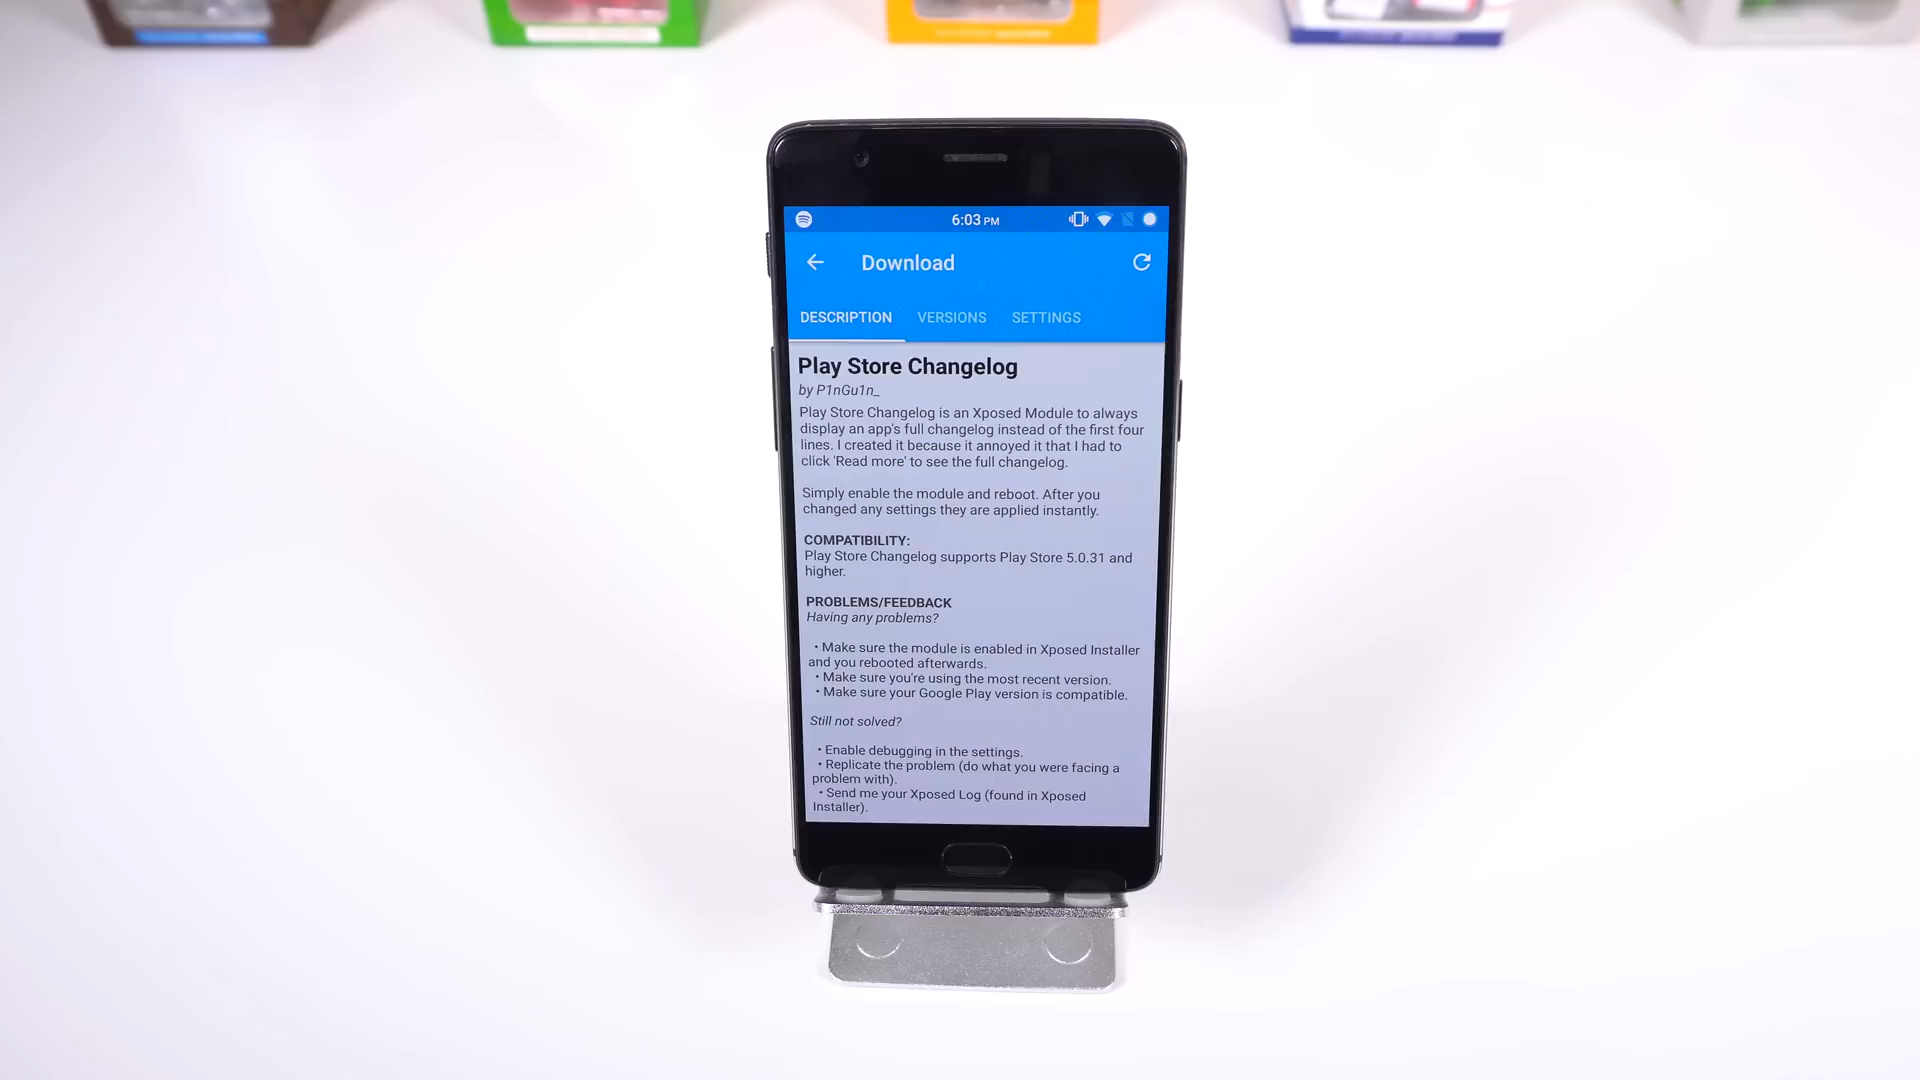 6:03 PM
Download
DESCRIPTION VERSIONS SETTINGS
Play Store Changelog
by P1nGu1n_
Play Store Changelog is an Xposed Module to always
display an app's full changelog instead of the first four
lines. I created it because it annoyed it that I had to
click 'Read more' to see the full changelog.
Simply enable the module and reboot. After you
changed any settings they are applied instantly.
COMPATIBILITY:
Play Store Changelog supports Play Store 5.0.31 and
higher.
PROBLEMS/FEEDBACK
Having any problems?
• Make sure the module is enabled in Xposed Installer
and you rebooted afterwards.
• Make sure you're using the most recent version.
• Make sure your Google Play version is compatible.
Still not solved?
• Enable debugging in the settings.
• Replicate the problem (do what you were facing a
problem with).
• Send me your Xposed Log (found in Xposed
Installer).